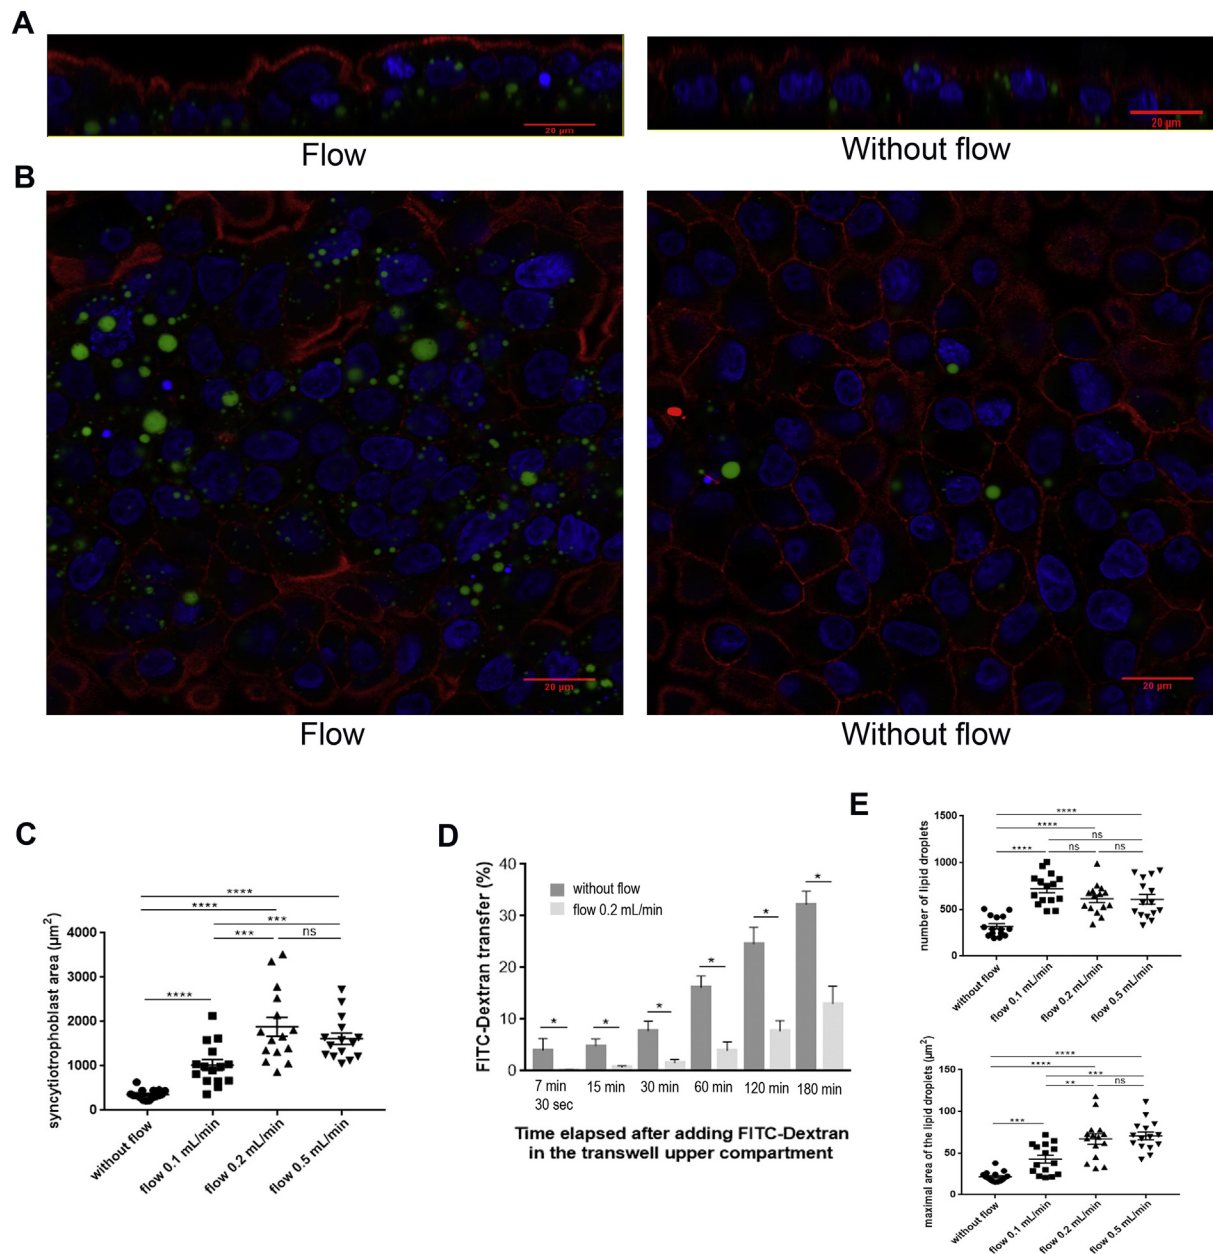 A
20 µm
20 µm
Flow
Without flow
B
20 µm
20 µm
Flow
Without flow
C
****
****
***
***
ns
****
syncytiotrophoblast area (µm²)
4000
3000
2000
1000
0
without flow
flow 0.1 mL/min
flow 0.2 mL/min
flow 0.5 mL/min
D
FITC-Dextran transfer (%)
40
30
20
10
0
without flow
flow 0.2 mL/min
*
*
*
*
*
*
7 min
30 sec
15 min
30 min
60 min
120 min
180 min
Time elapsed after adding FITC-Dextran
in the transwell upper compartment
E
****
****
ns
****
ns
ns
number of lipid droplets
1500
1000
500
0
without flow
flow 0.1 mL/min
flow 0.2 mL/min
flow 0.5 mL/min
****
****
***
**
ns
***
maximal area of the lipid droplets (µm²)
150
100
50
0
without flow
flow 0.1 mL/min
flow 0.2 mL/min
flow 0.5 mL/min